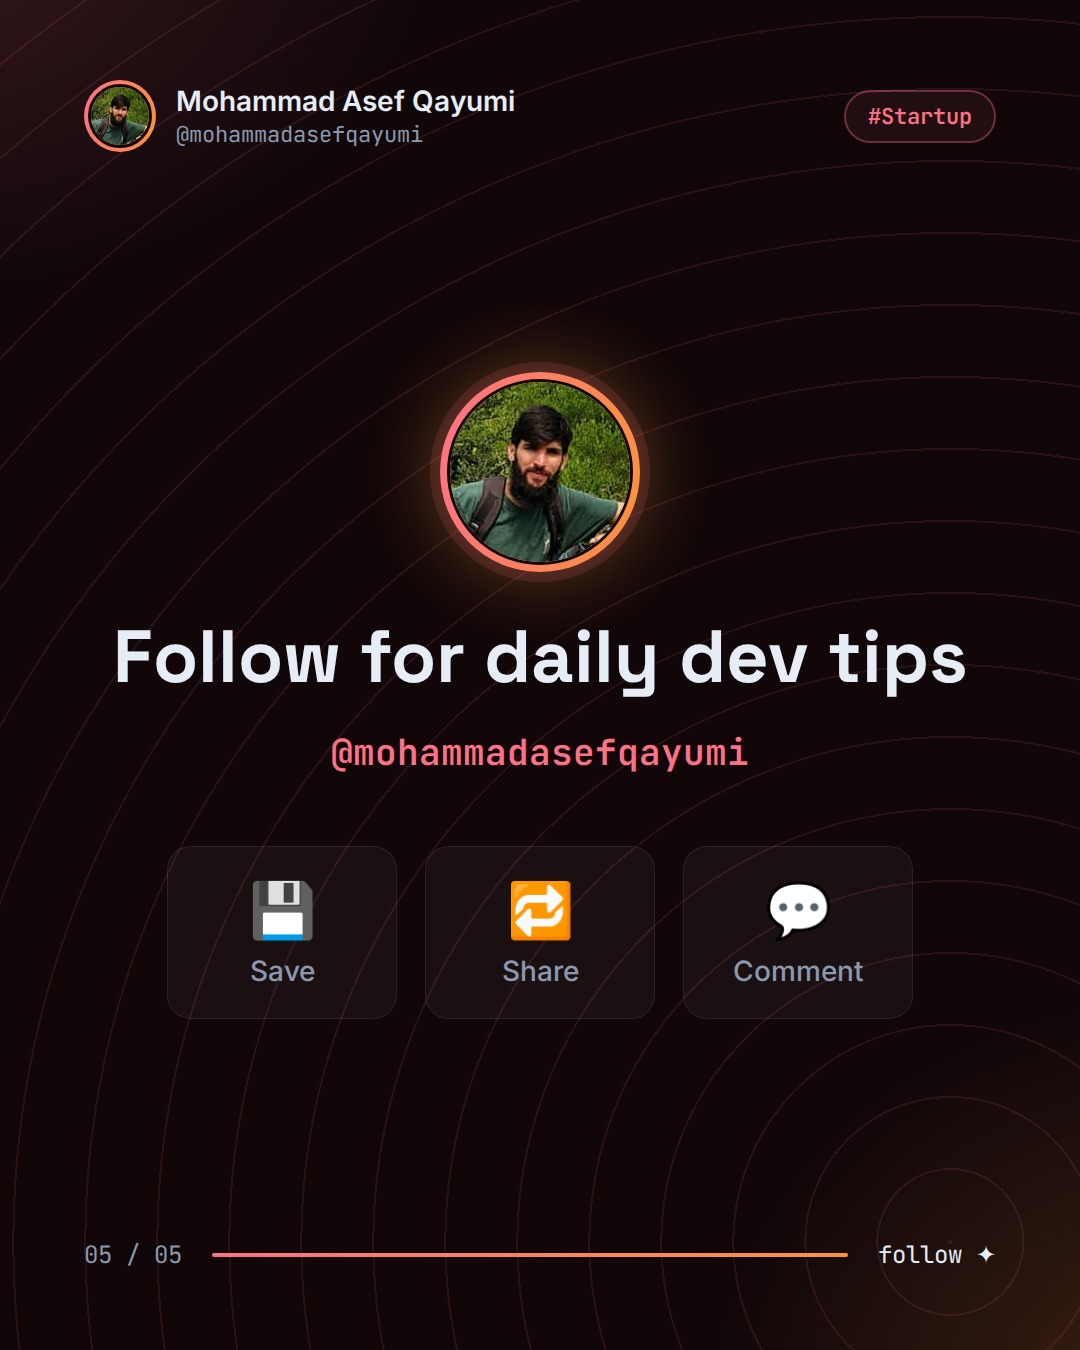 Mohammad Asef Qayumi
@mohammadasefqayumi
#Startup
Follow for daily dev tips
@mohammadasefqayumi
Save
Share
Comment
05 / 05
follow ✦